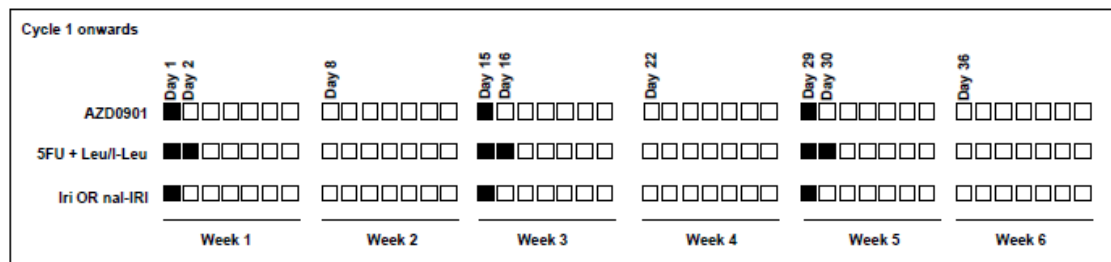 Cycle 1 onwards
Day 1
Day 2
Day 8
Day 15
Day 16
Day 22
Day 29
Day 30
Day 36
AZD0901
5FU + Leu/l-Leu
Iri OR nal-IRI
Week 1
Week 2
Week 3
Week 4
Week 5
Week 6